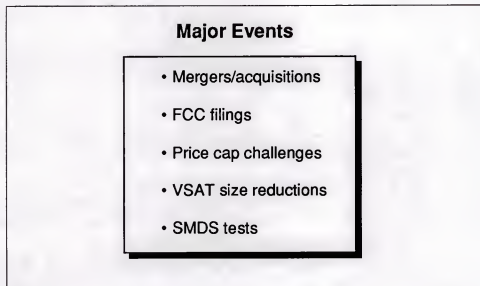 Major Events
• Mergers/acquisitions
• FCC filings
• Price cap challenges
• VSAT size reductions
• SMDS tests